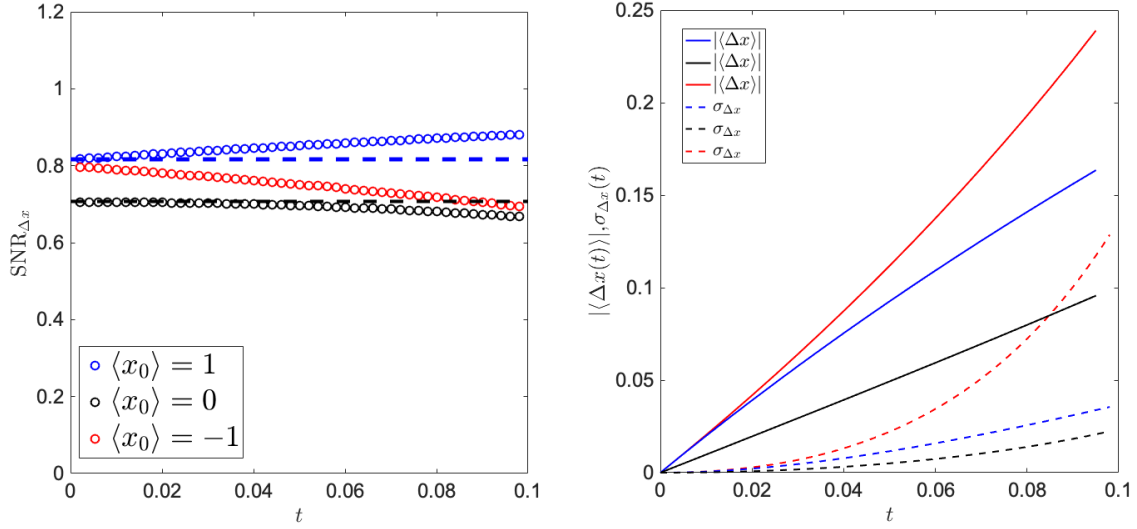 1.2
1
0.8
0.6
0.4
0.2
0
SNR_{Δx}
⟨x_0⟩ = 1
⟨x_0⟩ = 0
⟨x_0⟩ = −1
0 0.02 0.04 0.06 0.08 0.1
t
0.25
0.2
0.15
0.1
0.05
0
|⟨Δx(t)⟩|,σ_{Δx}(t)
|⟨Δx⟩|
|⟨Δx⟩|
|⟨Δx⟩|
σ_{Δx}
σ_{Δx}
σ_{Δx}
0 0.02 0.04 0.06 0.08 0.1
t